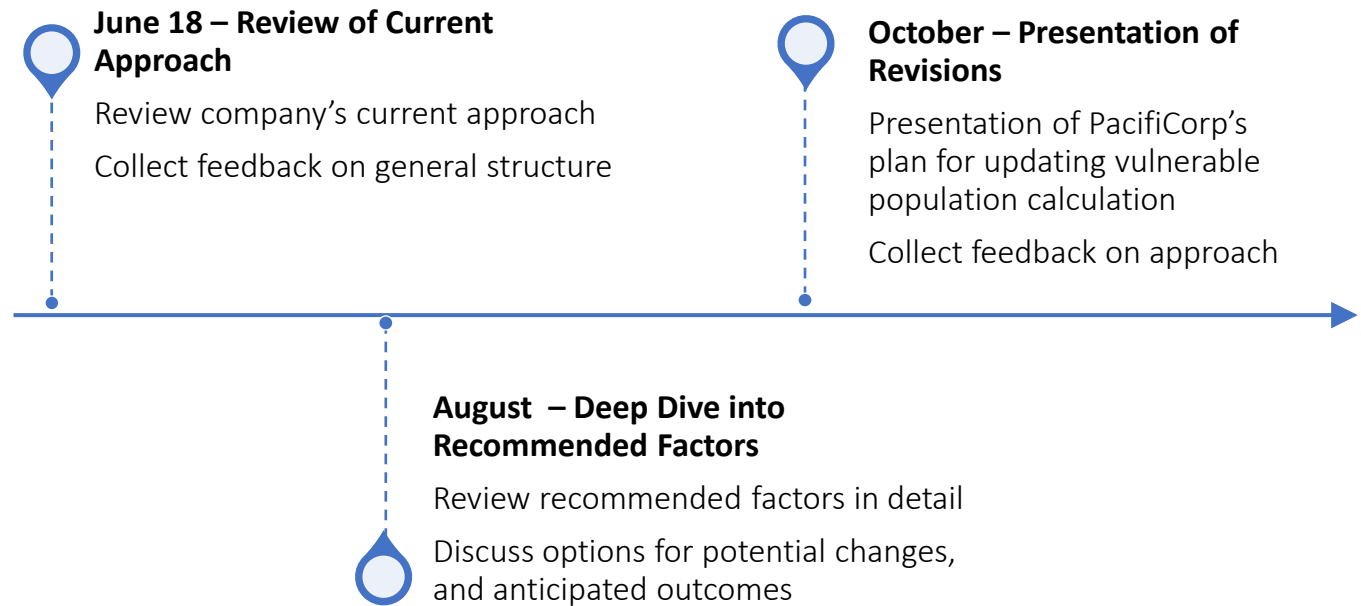 June 18 – Review of Current
Approach
Review company’s current approach
Collect feedback on general structure
October – Presentation of
Revisions
Presentation of PacifiCorp’s
plan for updating vulnerable
population calculation
Collect feedback on approach
August – Deep Dive into
Recommended Factors
Review recommended factors in detail
Discuss options for potential changes,
and anticipated outcomes